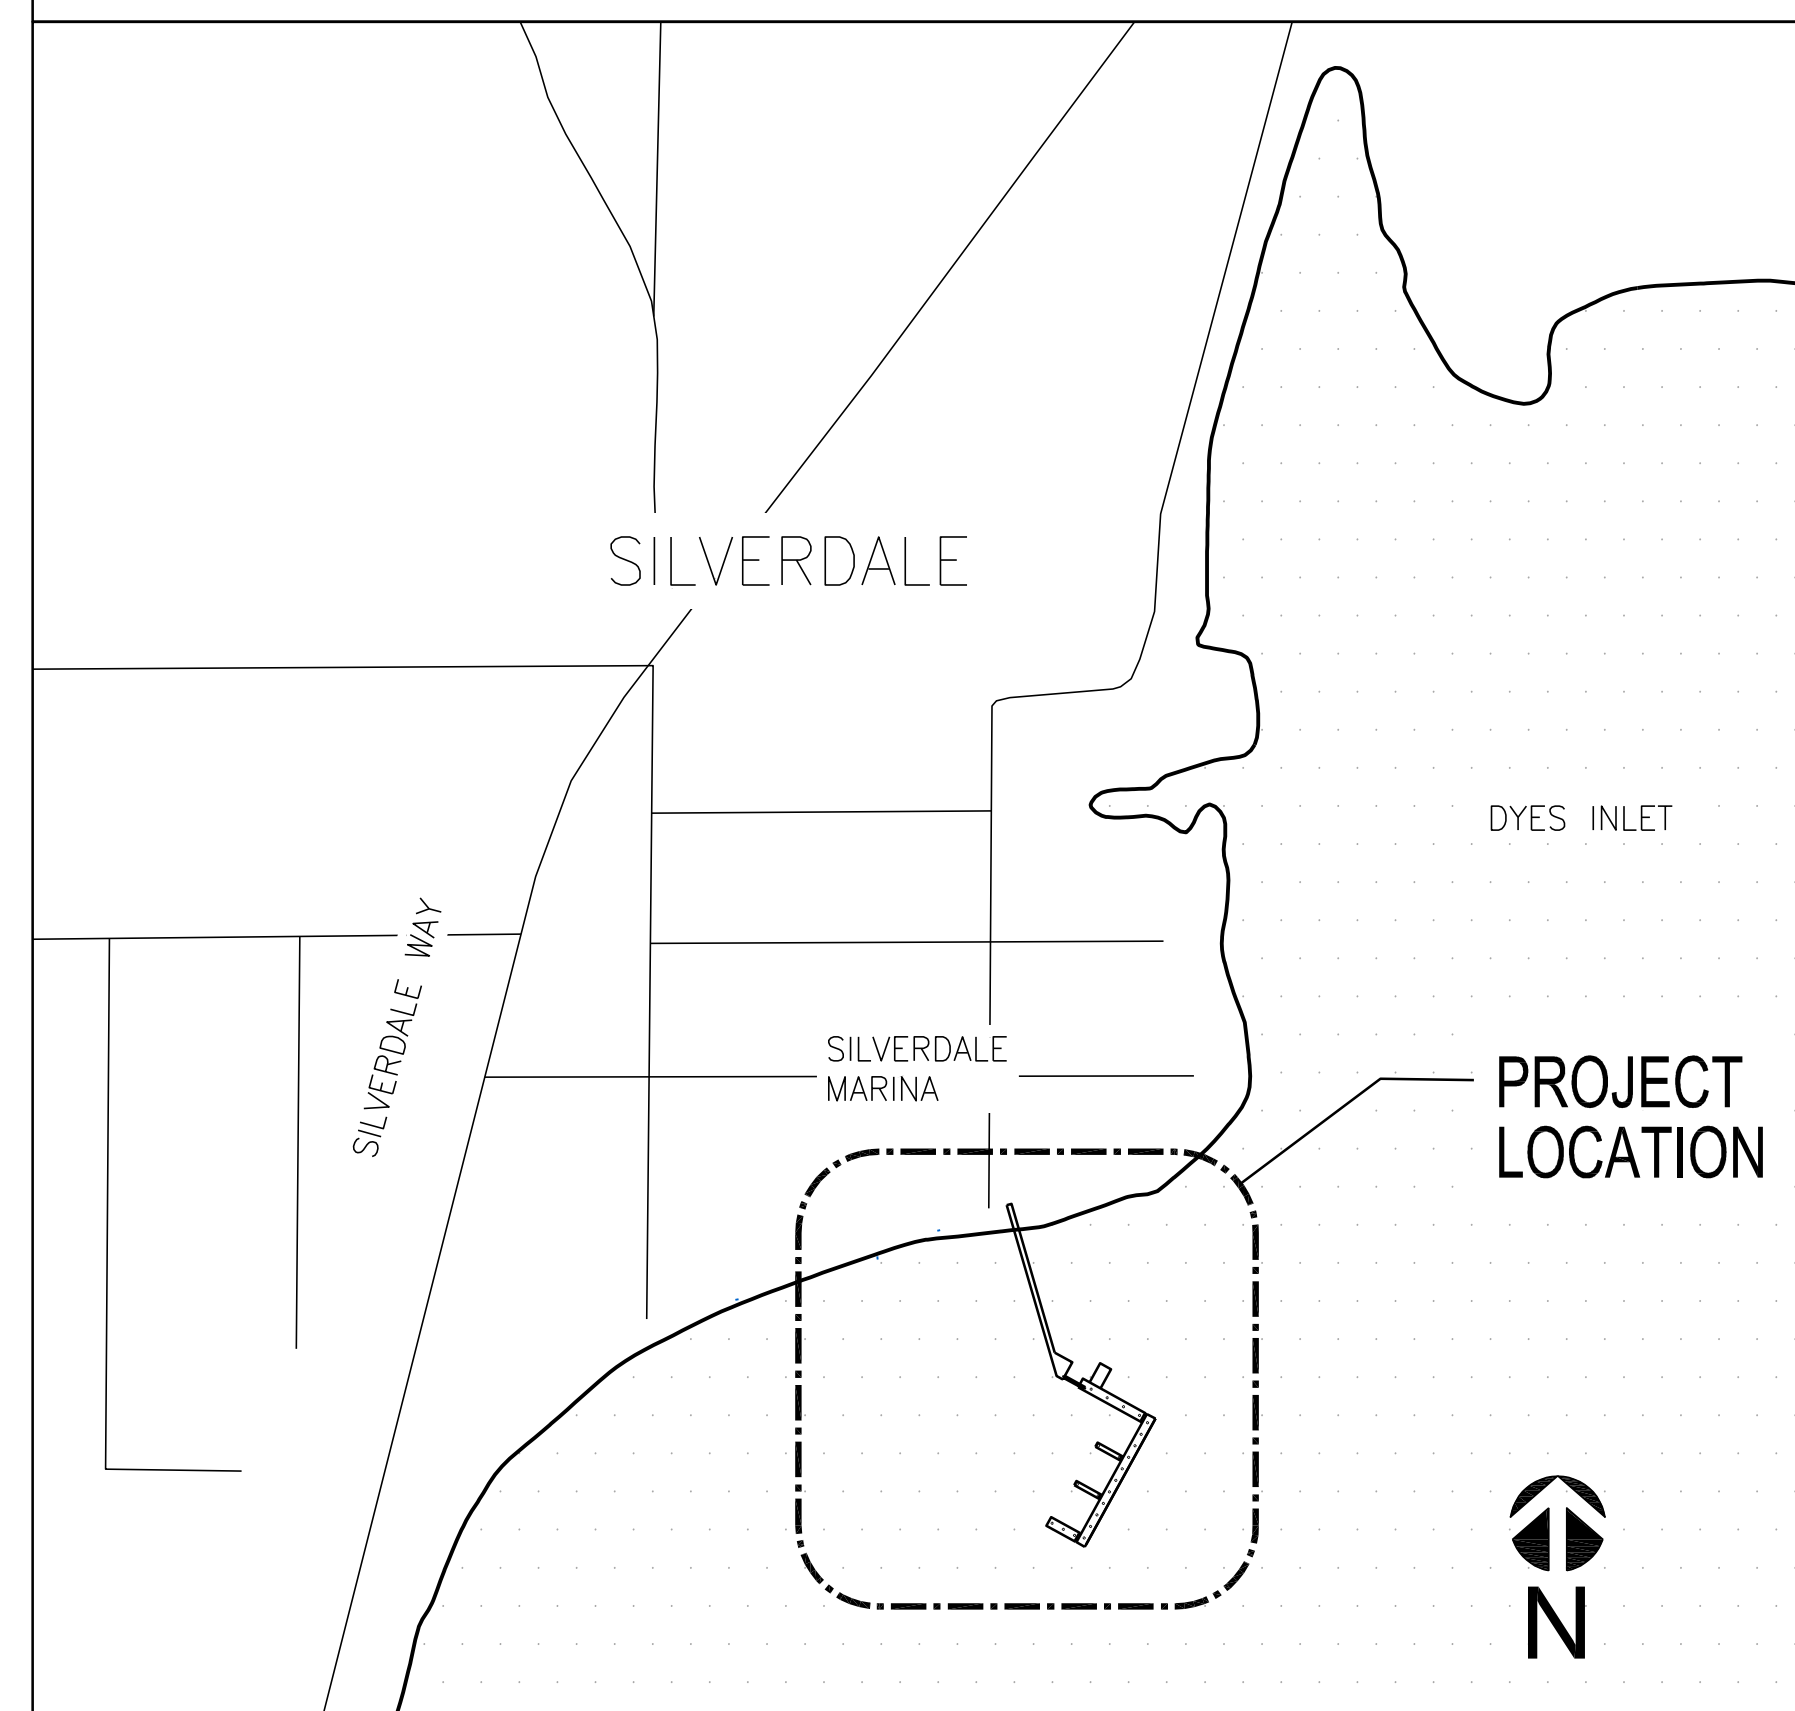 SILVERDALE
DYES INLET
SILVERDALE WAY
SILVERDALE
MARINA
PROJECT
LOCATION
N